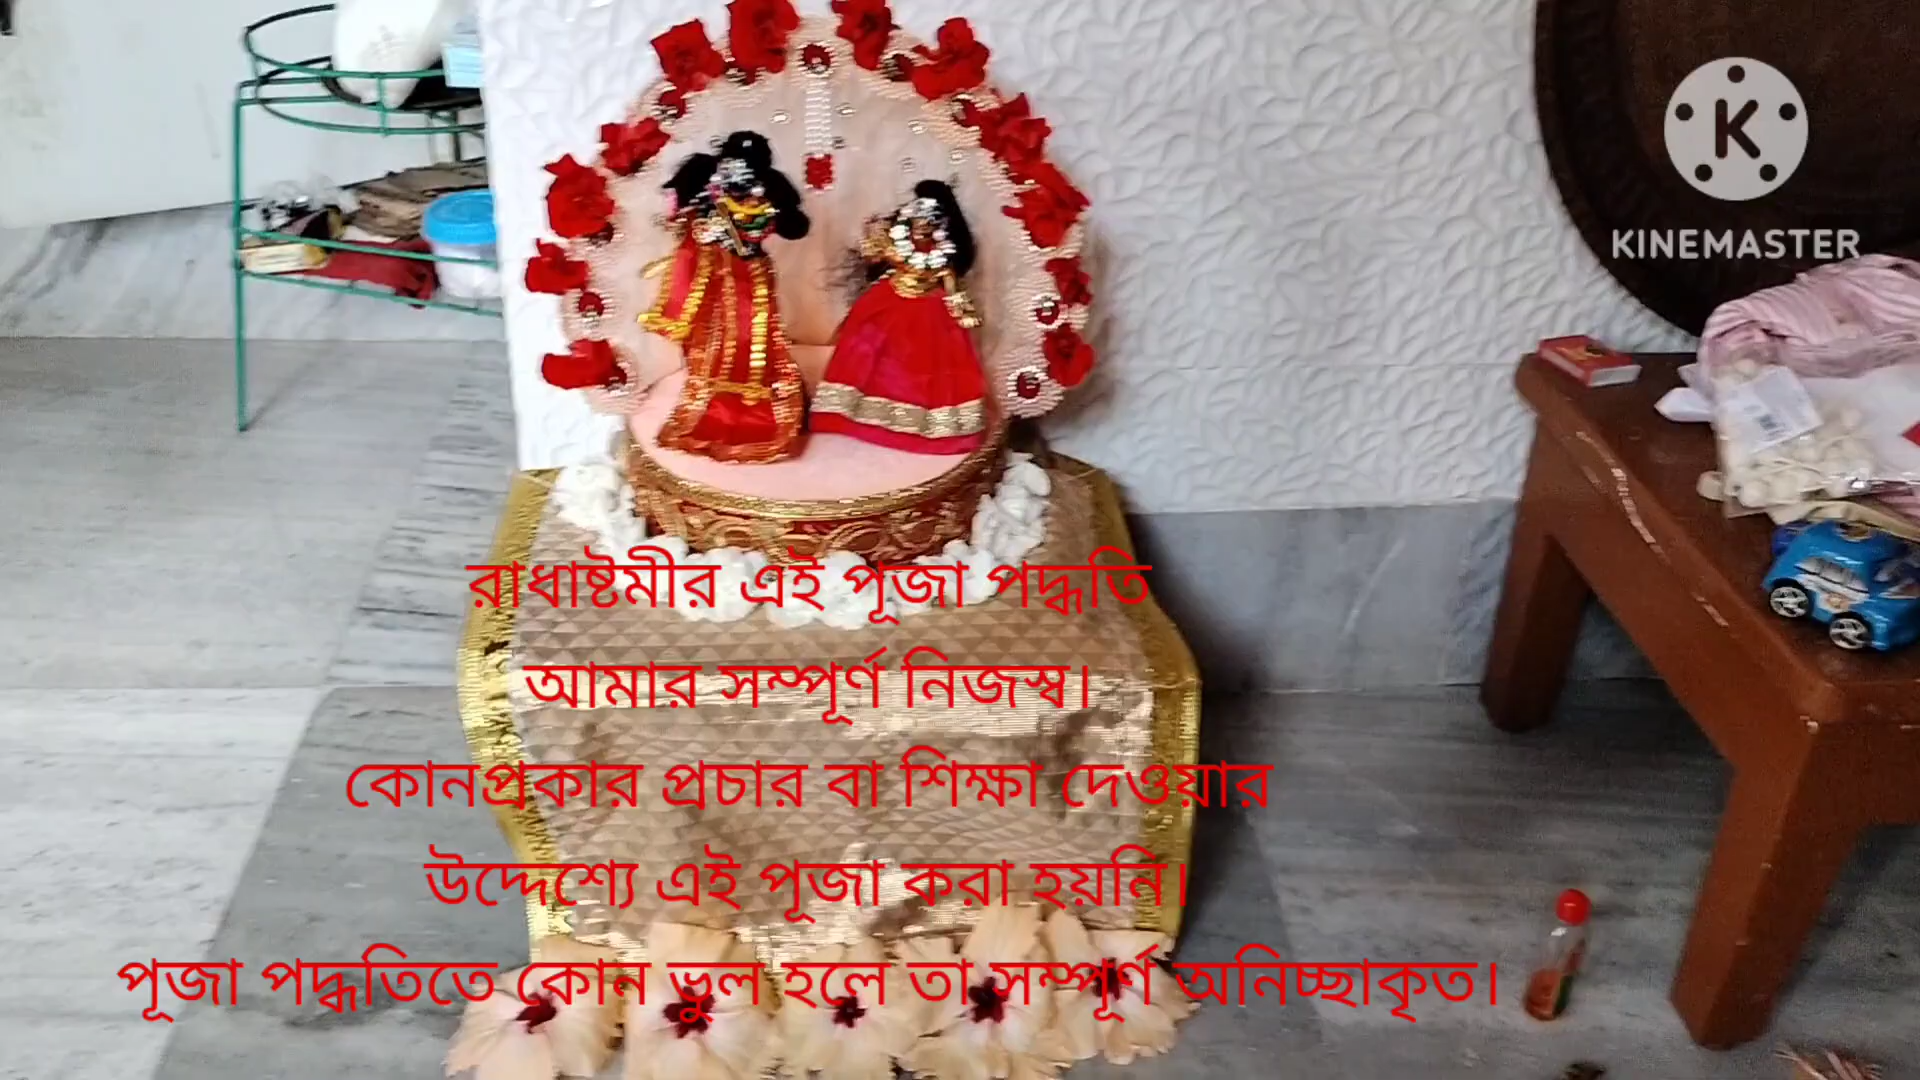 K
KINEMASTER
রাধাষ্টমীর এই পূজা পদ্ধতি
আমার সম্পূর্ণ নিজস্ব।
কোনপ্রকার প্রচার বা শিক্ষা দেওয়ার
উদ্দেশ্যে এই পূজা করা হয়নি।
পূজা পদ্ধতিতে কোন ভুল হলে তা সম্পূর্ণ অনিচ্ছাকৃত।